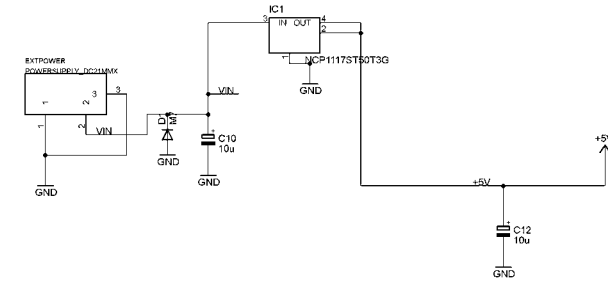 IC1
3 IN OUT 4
2
1
NCP1117ST50T3G
GND
EXTPOWER
POWERSUPPLY_DC21MMX
3 3
1 2
1 2
VIN
VIN
GND
GND
C10
10u
GND
+5V
+5V
C12
10u
GND